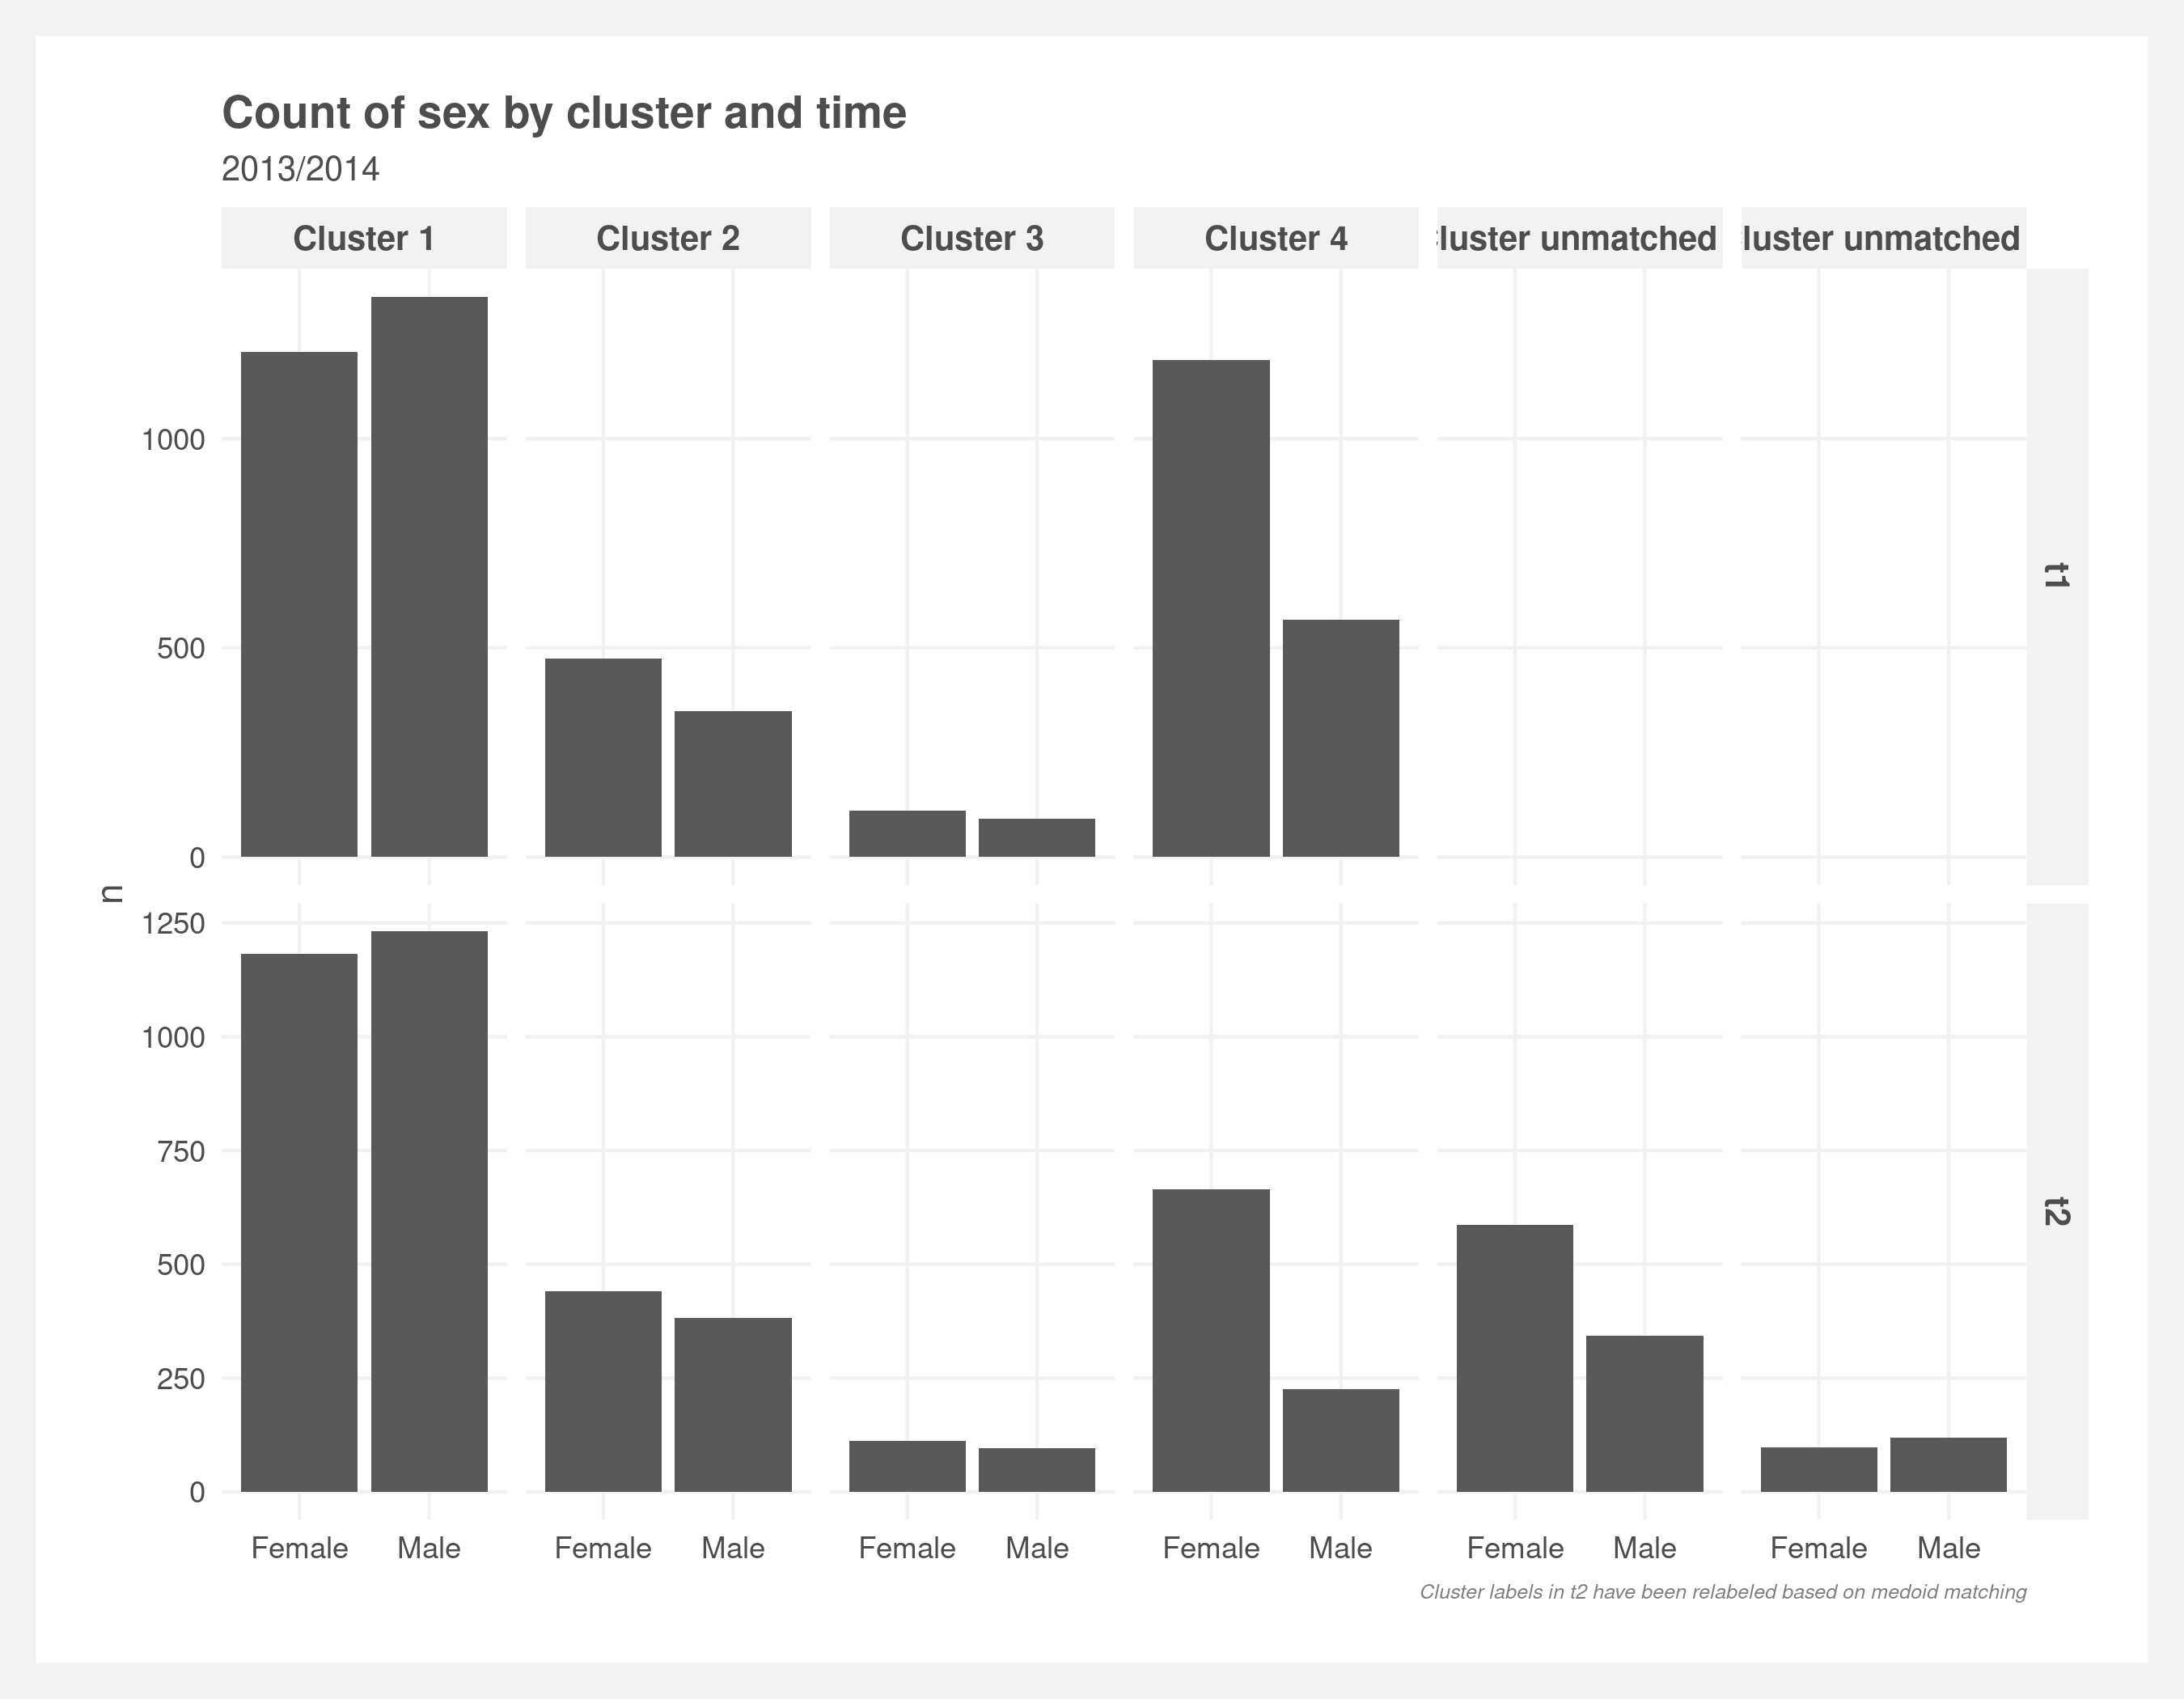 Count of sex by cluster and time
2013/2014
Cluster 1 Cluster 2 Cluster 3 Cluster 4 luster unmatched luster unmatched
1000
500
0
t1
n
1250
1000
750
500
250
0
t2
Female Male Female Male Female Male Female Male Female Male Female Male
Cluster labels in t2 have been relabeled based on medoid matching